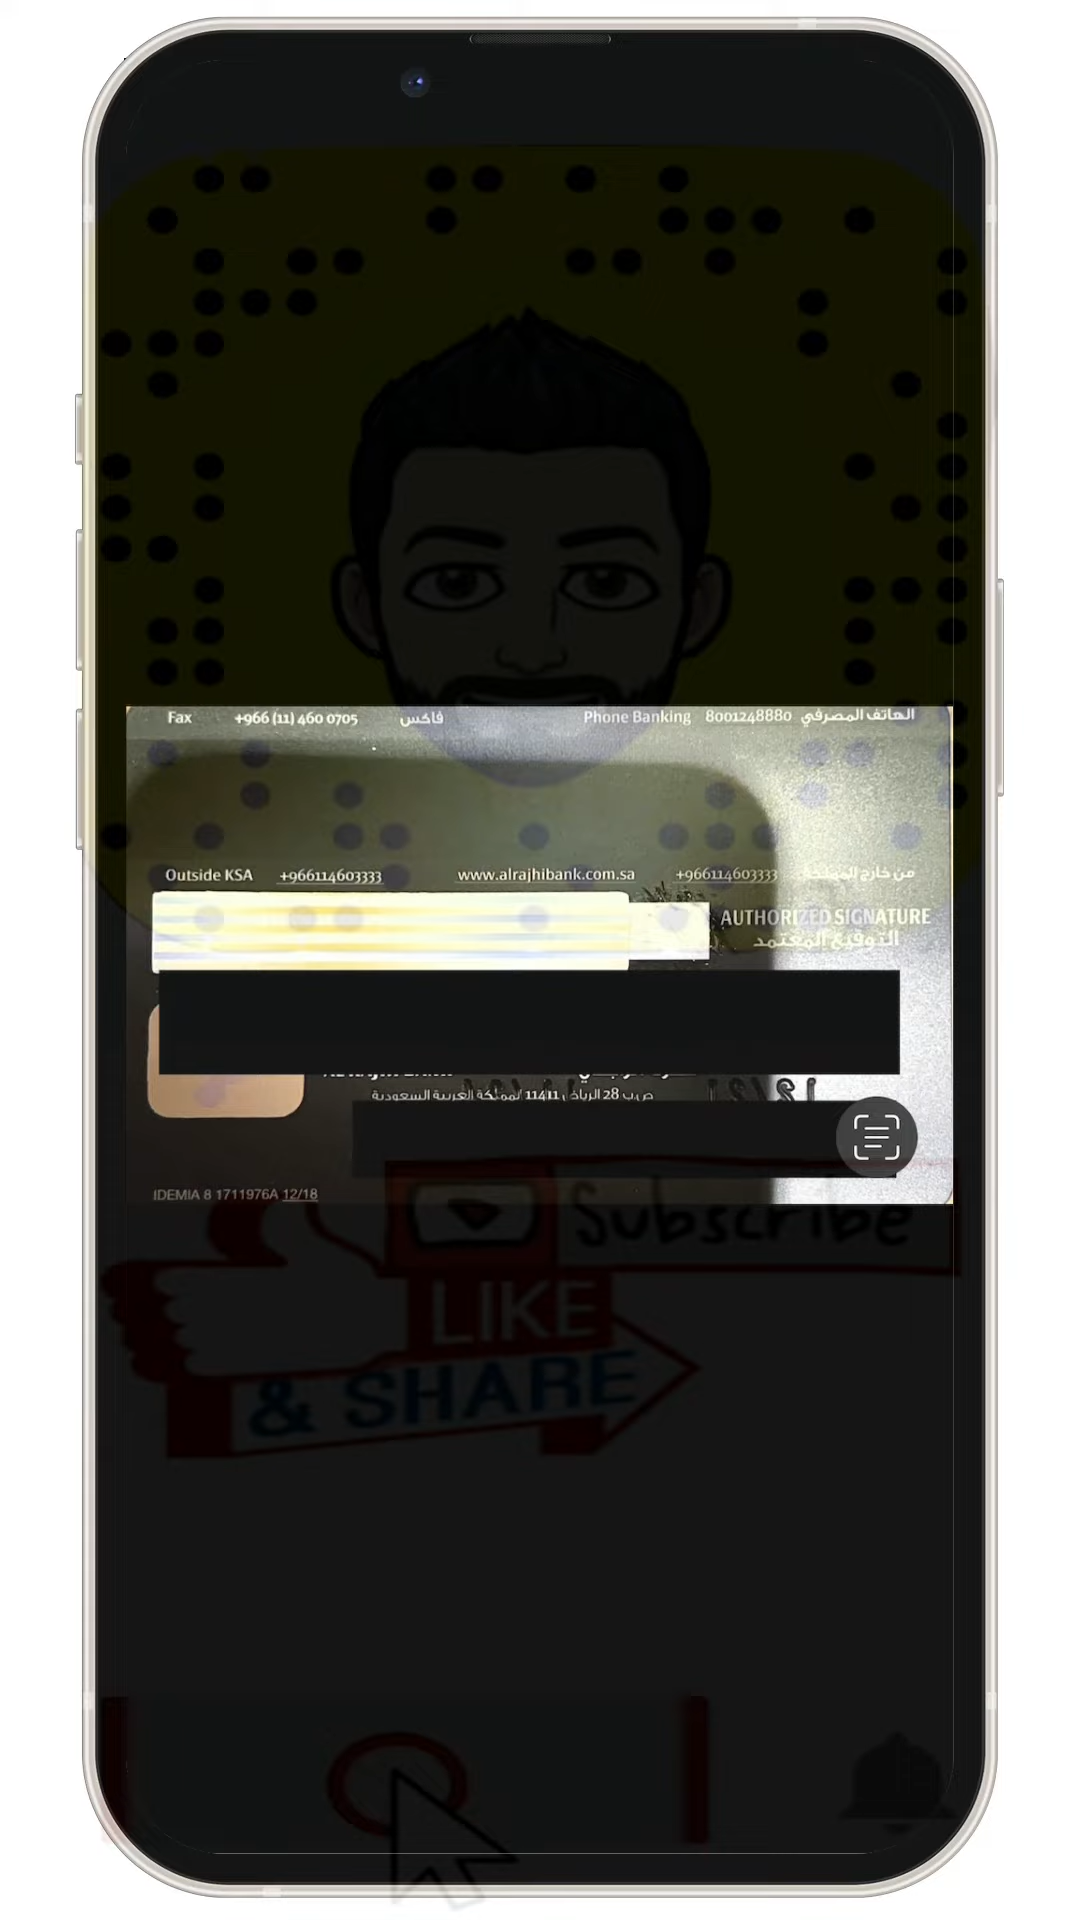 Fax +966 (11) 460 0705 فاكس Phone Banking 8001248880 الهاتف المصرفي
Outside KSA +966114603333 www.alrajhibank.com.sa +966114603333 من خارج المملكة
AUTHORIZED SIGNATURE
التوقيع المعتمد
ص.ب 28 الرياض 11411 لمملكة العربية السعودية
IDEMIA 8 1711976A 12/18
Subscribe
LIKE
& SHARE